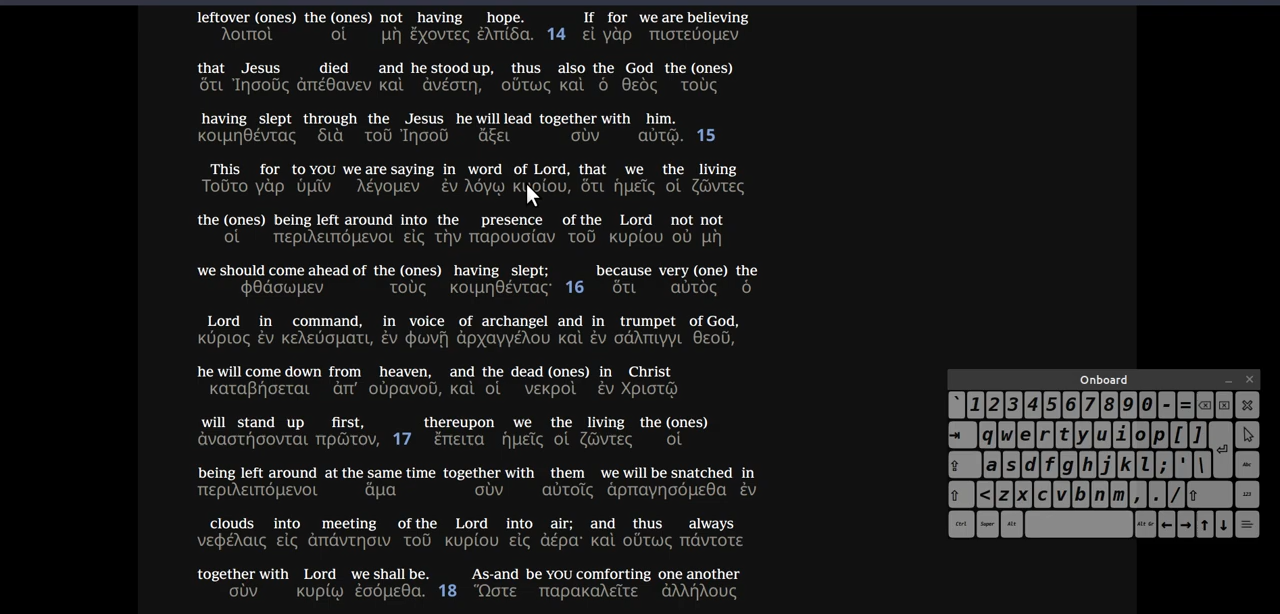 leftover (ones) the (ones) not having hope. If for we are believing
λοιποὶ οἱ μὴ ἔχοντες ἐλπίδα. 14 εἰ γὰρ πιστεύομεν
that Jesus died and he stood up, thus also the God the (ones)
ὅτι Ἰησοῦς ἀπέθανεν καὶ ἀνέστη, οὕτως καὶ ὁ θεὸς τοὺς
having slept through the Jesus he will lead together with him.
κοιμηθέντας διὰ τοῦ Ἰησοῦ ἄξει σὺν αὐτῷ. 15
This for to YOU we are saying in word of Lord, that we the living
Τοῦτο γὰρ ὑμῖν λέγομεν ἐν λόγῳ κυρίου, ὅτι ἡμεῖς οἱ ζῶντες
the (ones) being left around into the presence of the Lord not not
οἱ περιλειπόμενοι εἰς τὴν παρουσίαν τοῦ κυρίου οὐ μὴ
we should come ahead of the (ones) having slept; because very (one) the
φθάσωμεν τοὺς κοιμηθέντας· 16 ὅτι αὐτὸς ὁ
Lord in command, in voice of archangel and in trumpet of God,
κύριος ἐν κελεύσματι, ἐν φωνῇ ἀρχαγγέλου καὶ ἐν σάλπιγγι θεοῦ,
he will come down from heaven, and the dead (ones) in Christ
καταβήσεται ἀπ’ οὐρανοῦ, καὶ οἱ νεκροὶ ἐν Χριστῷ
will stand up first, thereupon we the living the (ones)
ἀναστήσονται πρῶτον, 17 ἔπειτα ἡμεῖς οἱ ζῶντες οἱ
being left around at the same time together with them we will be snatched in
περιλειπόμενοι ἅμα σὺν αὐτοῖς ἁρπαγησόμεθα ἐν
clouds into meeting of the Lord into air; and thus always
νεφέλαις εἰς ἀπάντησιν τοῦ κυρίου εἰς ἀέρα· καὶ οὕτως πάντοτε
together with Lord we shall be. As-and be YOU comforting one another
σὺν κυρίῳ ἐσόμεθα. 18 Ὥστε παρακαλεῖτε ἀλλήλους
Onboard
` 1 2 3 4 5 6 7 8 9 0 - =
q w e r t y u i o p [ ]
a s d f g h j k l ; ' \ Abc
< z x c v b n m , . / 123
Ctrl Super Alt Alt Gr